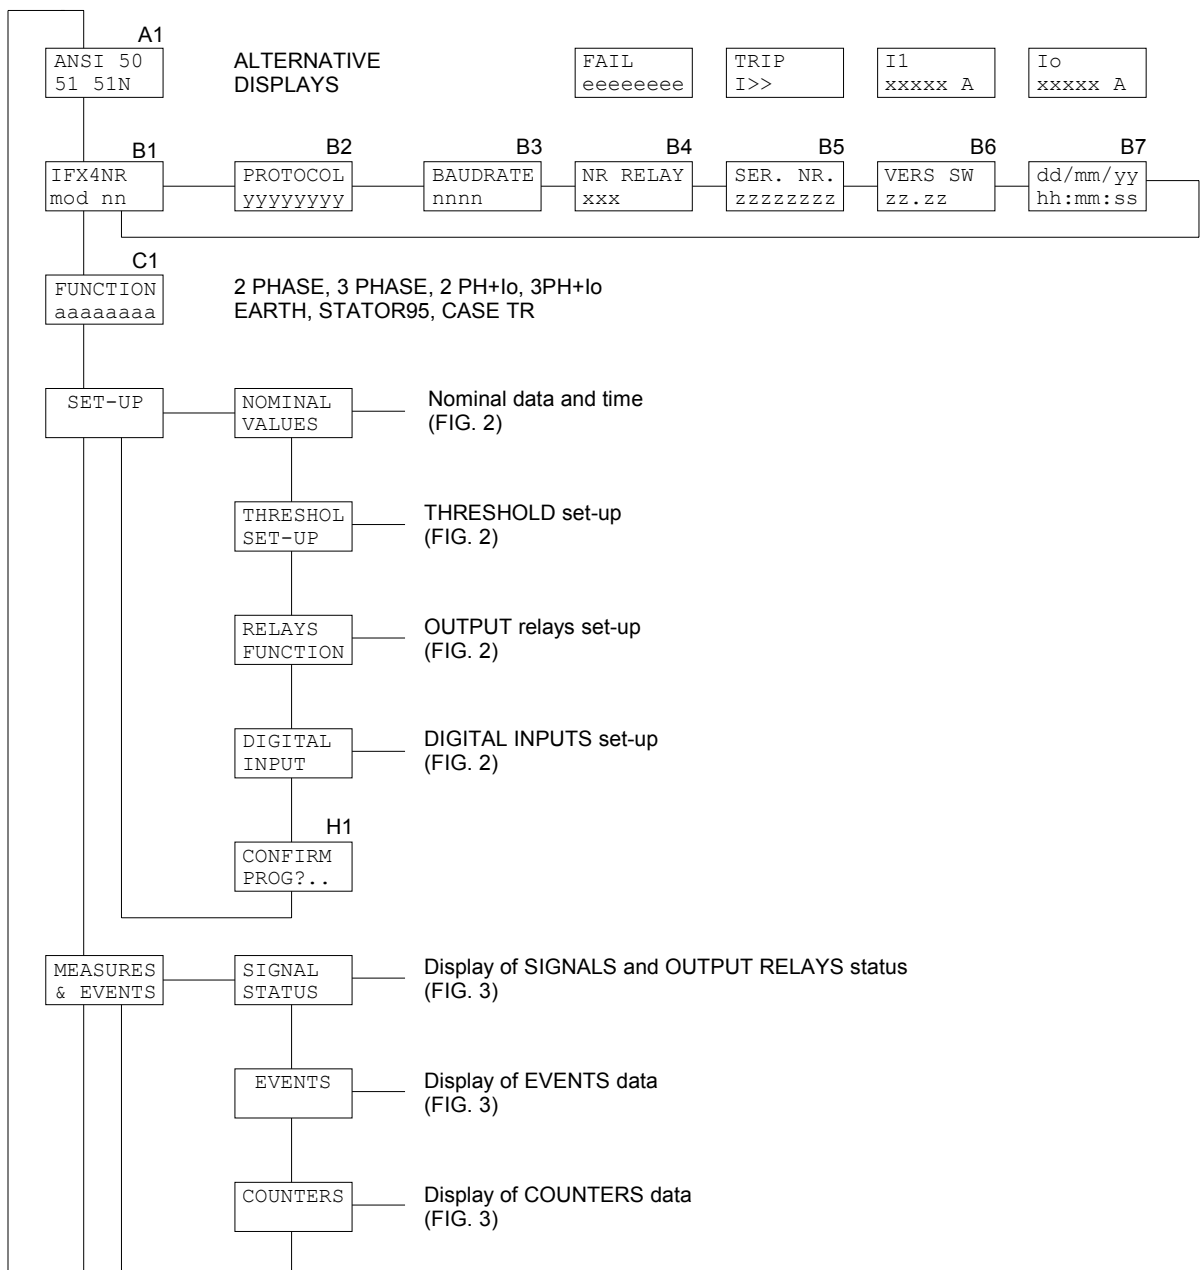 A1
ANSI 50
51 51N
ALTERNATIVE
DISPLAYS
FAIL
eeeeeeee
TRIP
I>>
I1
xxxxx A
Io
xxxxx A
B1
IFX4NR
mod nn
B2
PROTOCOL
yyyyyyyy
B3
BAUDRATE
nnnn
B4
NR RELAY
xxx
B5
SER. NR.
zzzzzzzz
B6
VERS SW
zz.zz
B7
dd/mm/yy
hh:mm:ss
C1
FUNCTION
aaaaaaaa
2 PHASE, 3 PHASE, 2 PH+Io, 3PH+Io
EARTH, STATOR95, CASE TR
SET-UP
NOMINAL
VALUES
Nominal data and time
(FIG. 2)
THRESHOL
SET-UP
THRESHOLD set-up
(FIG. 2)
RELAYS
FUNCTION
OUTPUT relays set-up
(FIG. 2)
DIGITAL
INPUT
DIGITAL INPUTS set-up
(FIG. 2)
H1
CONFIRM
PROG?..
MEASURES
& EVENTS
SIGNAL
STATUS
Display of SIGNALS and OUTPUT RELAYS status
(FIG. 3)
EVENTS
Display of EVENTS data
(FIG. 3)
COUNTERS
Display of COUNTERS data
(FIG. 3)